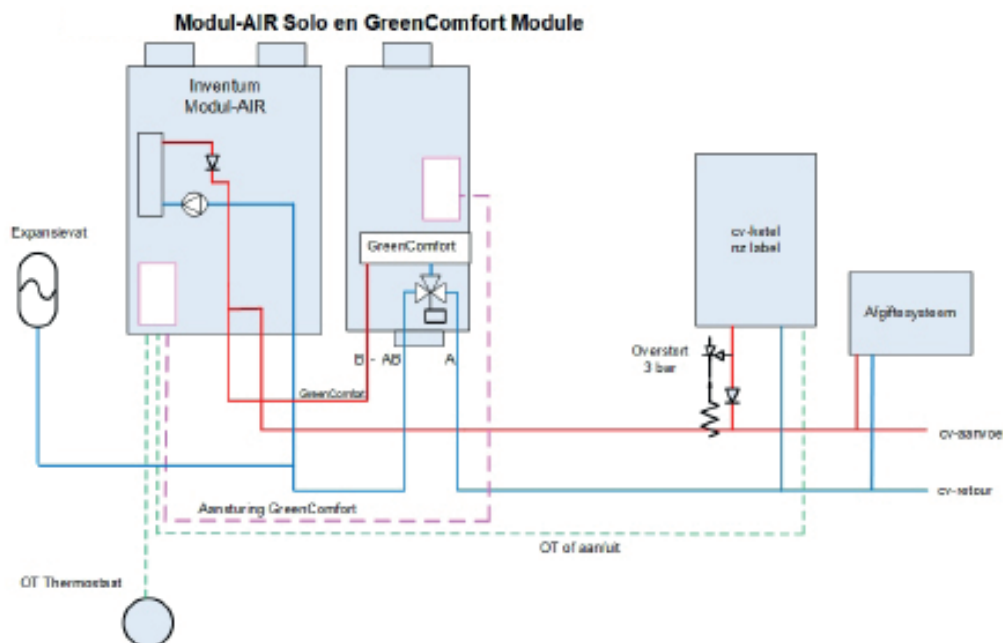 Modul-AIR Solo en GreenComfort Module
Inventum
Modul-AIR
Expansievat
GreenComfort
cv-ketel
nz label
Afgiftesysteem
Overstort
3 bar
B - AB
A
GreenComfort
cv-aanvoe
cv-retour
Aansturing GreenComfort
OT of aan/uit
OT Thermostaat